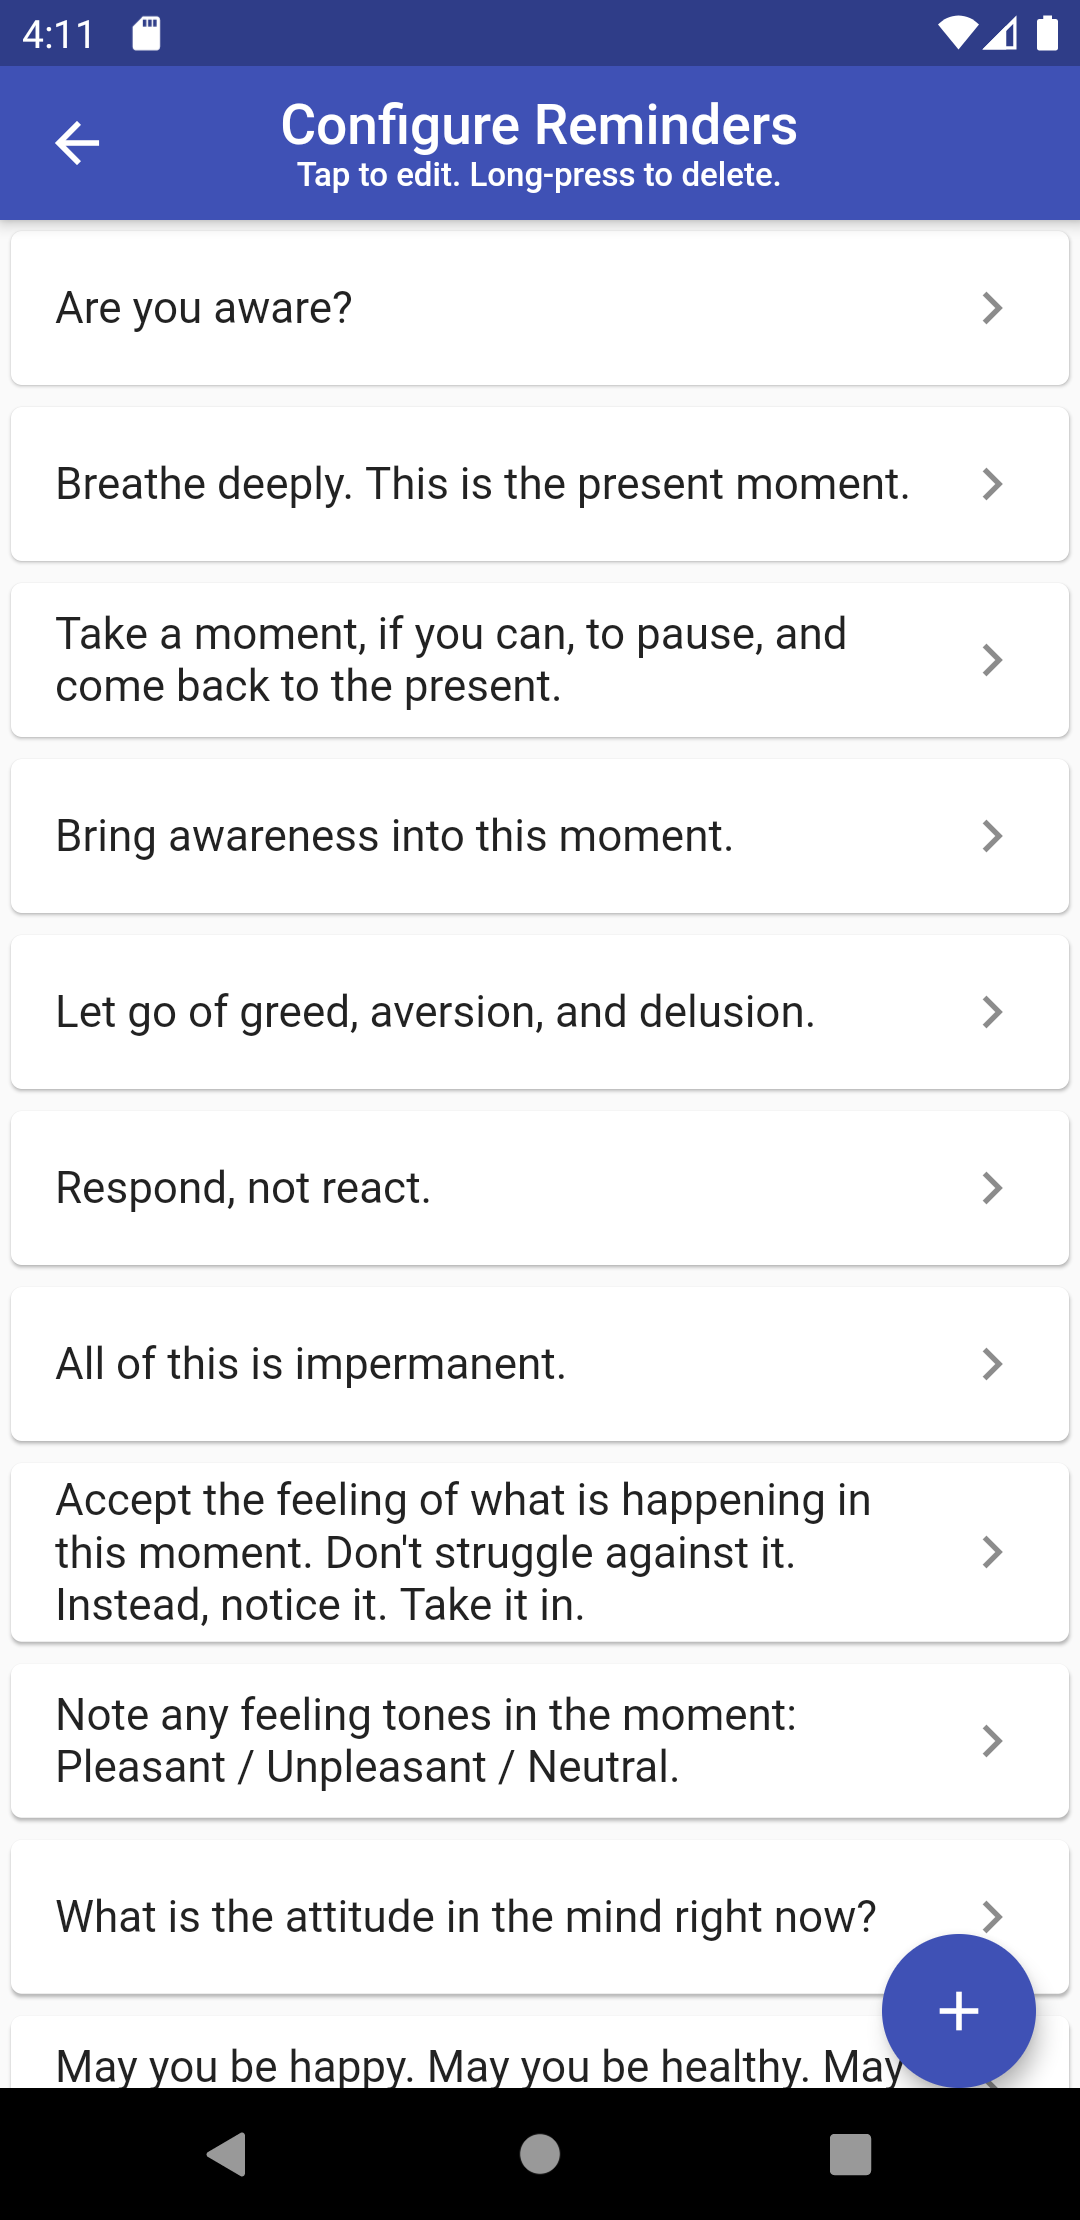 4:11
Configure Reminders
Tap to edit. Long-press to delete.
Are you aware?
Breathe deeply. This is the present moment.
Take a moment, if you can, to pause, and
come back to the present.
Bring awareness into this moment.
Let go of greed, aversion, and delusion.
Respond, not react.
All of this is impermanent.
Accept the feeling of what is happening in
this moment. Don't struggle against it.
Instead, notice it. Take it in.
Note any feeling tones in the moment:
Pleasant / Unpleasant / Neutral.
What is the attitude in the mind right now?
May you be happy. May you be healthy. May